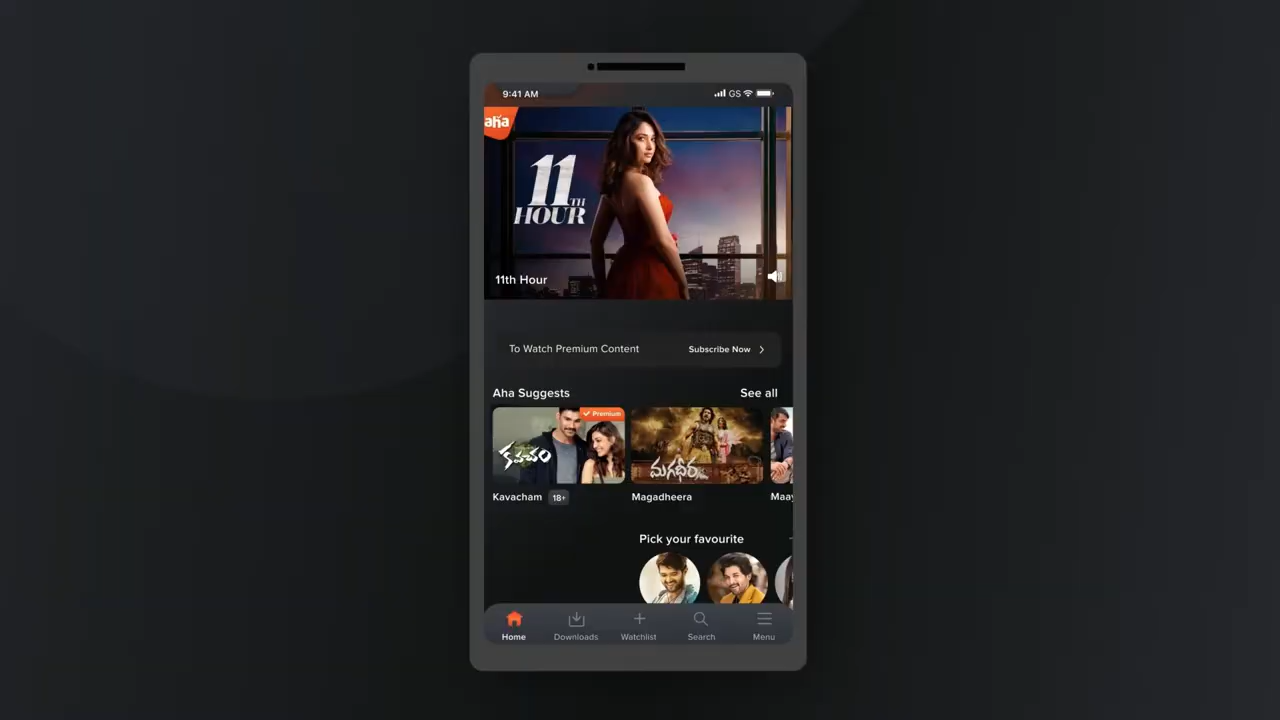 9:41 AM
GS
aha
11TH
HOUR
11th Hour
To Watch Premium Content
Subscribe Now
Aha Suggests
See all
Premium
కవచం
మగధీర
Kavacham
18+
Magadheera
Maay
Pick your favourite
Home
Downloads
Watchlist
Search
Menu